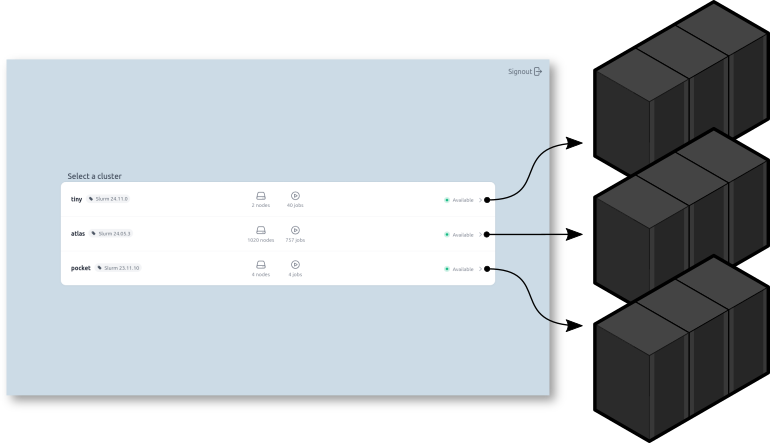 Signout
Select a cluster
tiny Slurm 24.11.0 2 nodes 40 jobs Available
atlas Slurm 24.05.3 1020 nodes 757 jobs Available
pocket Slurm 23.11.10 4 nodes 4 jobs Available